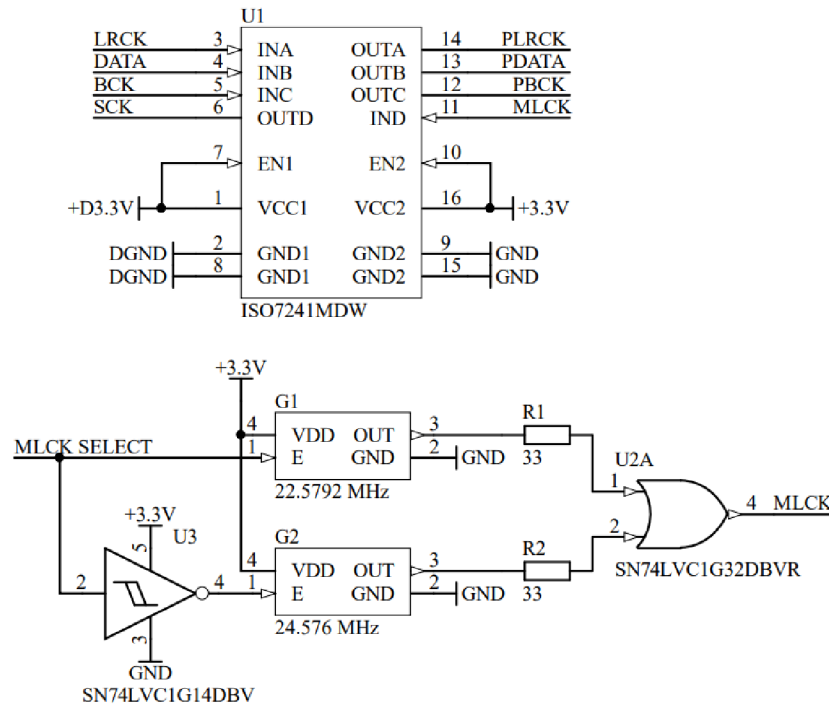 U1
LRCK 3 INA OUTA 14 PLRCK
DATA 4 INB OUTB 13 PDATA
BCK 5 INC OUTC 12 PBCK
SCK 6 OUTD IND 11 MLCK
7 EN1 EN2 10
+D3.3V 1 VCC1 VCC2 16 +3.3V
DGND 2 GND1 GND2 9 GND
DGND 8 GND1 GND2 15 GND
ISO7241MDW
+3.3V
G1
4 VDD OUT 3 R1
MLCK SELECT 1 E GND 2 GND 33 U2A
22.5792 MHz 1
+3.3V U3 4 MLCK
5 G2 2
4 VDD OUT 3 R2 SN74LVC1G32DBVR
2 4 1 E GND 2 GND 33
24.576 MHz
3
GND
SN74LVC1G14DBV